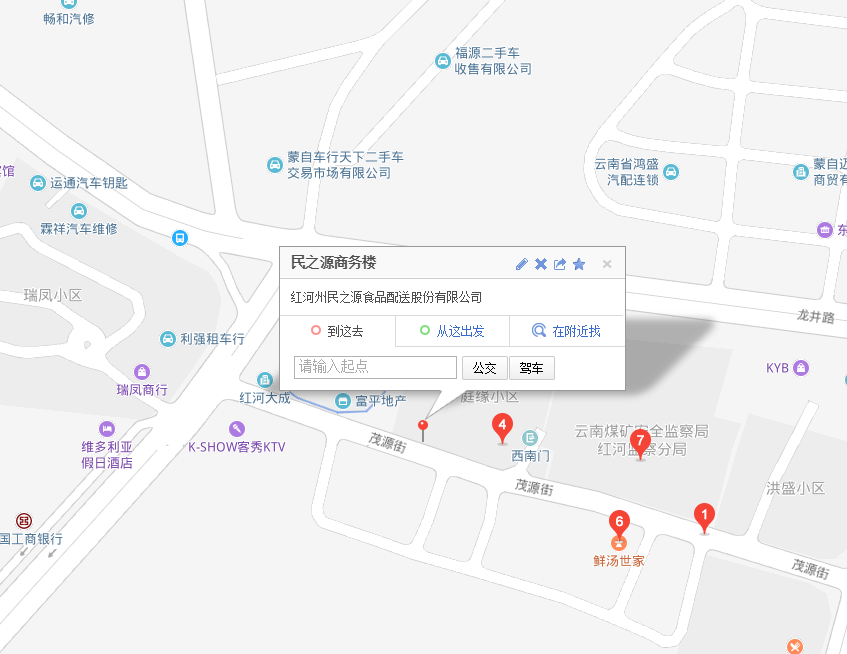 畅和汽修
福源二手车
收售有限公司
蒙自车行天下二手车
交易市场有限公司
云南省鸿盛
汽配连锁
蒙自迈
商贸有
宾馆
运通汽车钥匙
霖祥汽车维修
东
民之源商务楼
红河州民之源食品配送股份有限公司
到这去
从这出发
在附近找
请输入起点
公交
驾车
瑞凤小区
利强租车行
龙井路
瑞凤商行
KYB
红河大成
富平地产
庭缘小区
维多利亚
假日酒店
K-SHOW客秀KTV
茂源街
4
西南门
云南煤矿安全监察局
红河监察分局
7
茂源街
洪盛小区
1
6
国工商银行
鲜汤世家
茂源街